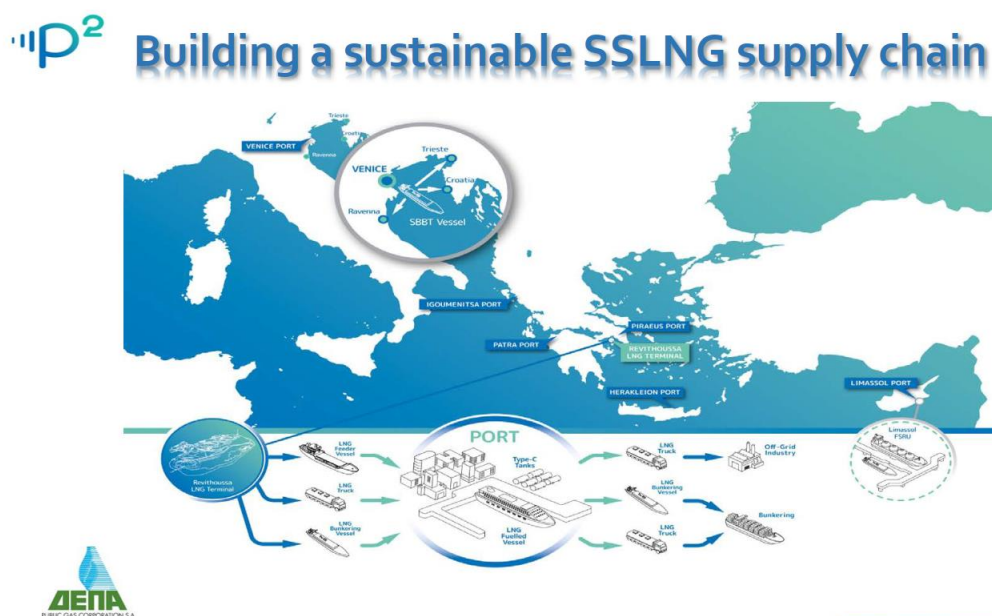 P2
Building a sustainable SSLNG supply chain
Trieste
Croatia
VENICE PORT
Ravenna
Trieste
VENICE
Croatia
Ravenna
SBBT Vessel
IGOUMENITSA PORT
PIRAEUS PORT
PATRA PORT
REVITHOUSSA
LNG TERMINAL
LIMASSOL PORT
HERAKLEION PORT
Limassol
FSRU
Revithoussa
LNG Terminal
LNG
Feeder
Vessel
LNG
Truck
LNG
Bunkering
Vessel
PORT
Type-C
Tanks
LNG
Fuelled
Vessel
LNG
Truck
Off-Grid
Industry
LNG
Bunkering
Vessel
LNG
Truck
Bunkering
ΔΕΠΑ
PUBLIC GAS CORPORATION S.A.